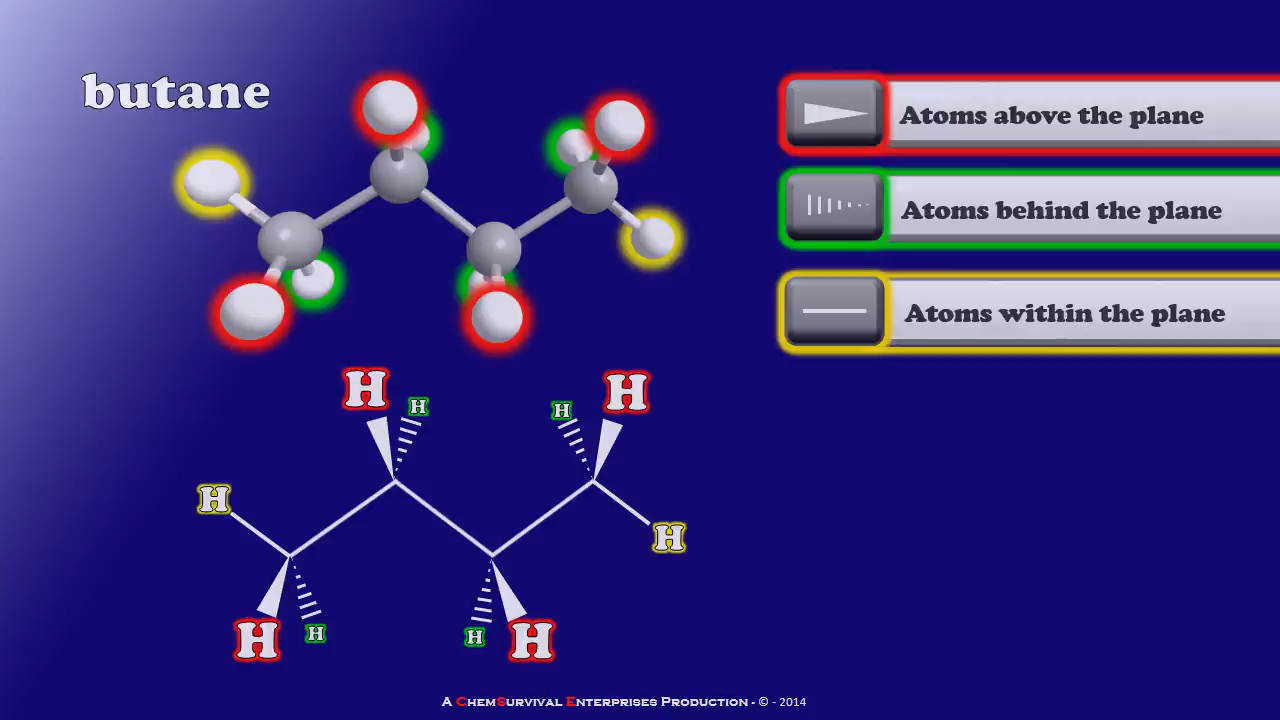 butane
Atoms above the plane
Atoms behind the plane
Atoms within the plane
H H H H
H H
H H H H
A ChemSurvival Enterprises Production - © - 2014